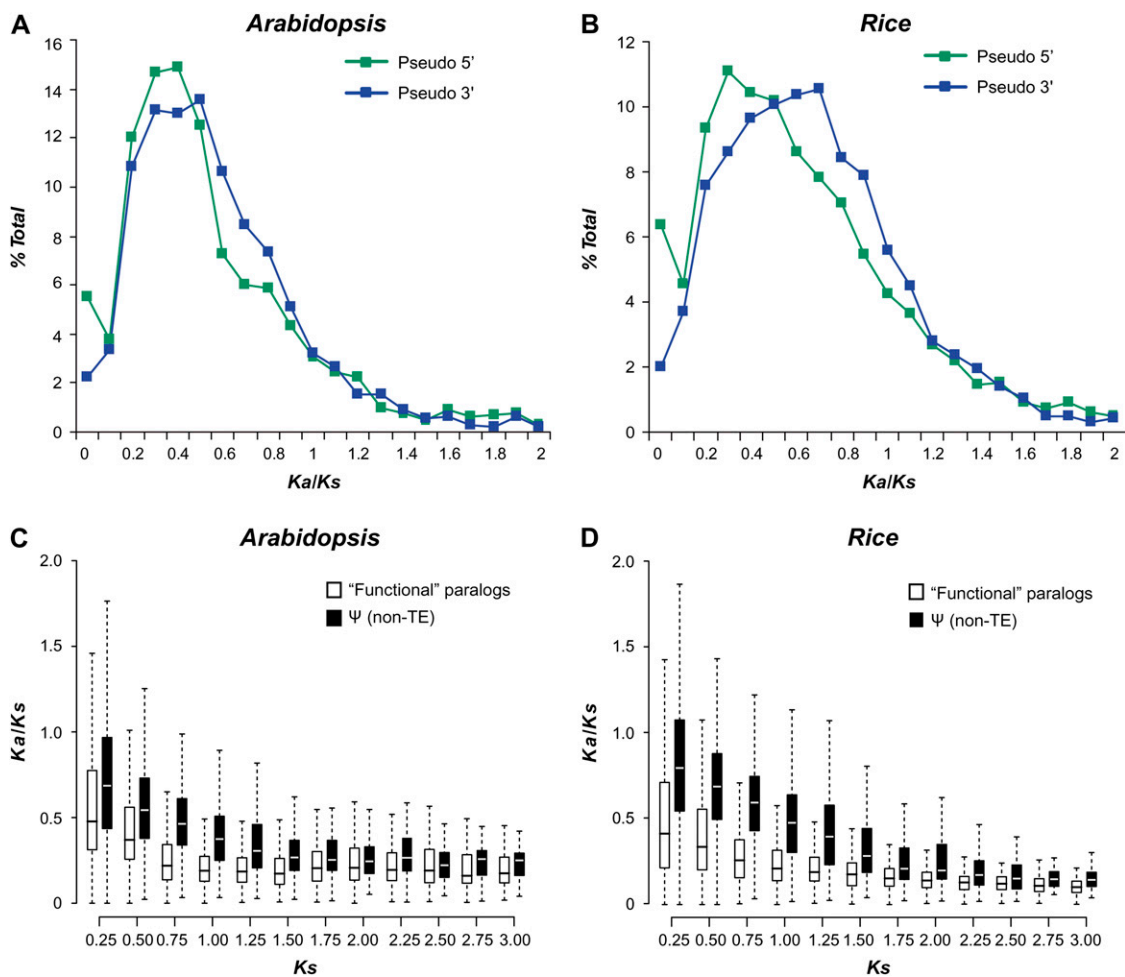 A
Arabidopsis
16
14
12
10
8
6
4
2
0
% Total
Pseudo 5’
Pseudo 3'
0
0.2
0.4
0.6
0.8
1
1.2
1.4
1.6
1.8
2
Ka/Ks
B
Rice
12
10
8
6
4
2
0
% Total
Pseudo 5’
Pseudo 3'
0
0.2
0.4
0.6
0.8
1
1.2
1.4
1.6
1.8
2
Ka/Ks
C
Arabidopsis
2.0
1.5
1.0
0.5
0
Ka/Ks
“Functional” paralogs
Ψ (non-TE)
0.25 0.50 0.75 1.00 1.25 1.50 1.75 2.00 2.25 2.50 2.75 3.00
Ks
D
Rice
2.0
1.5
1.0
0.5
0
Ka/Ks
“Functional” paralogs
Ψ (non-TE)
0.25 0.50 0.75 1.00 1.25 1.50 1.75 2.00 2.25 2.50 2.75 3.00
Ks